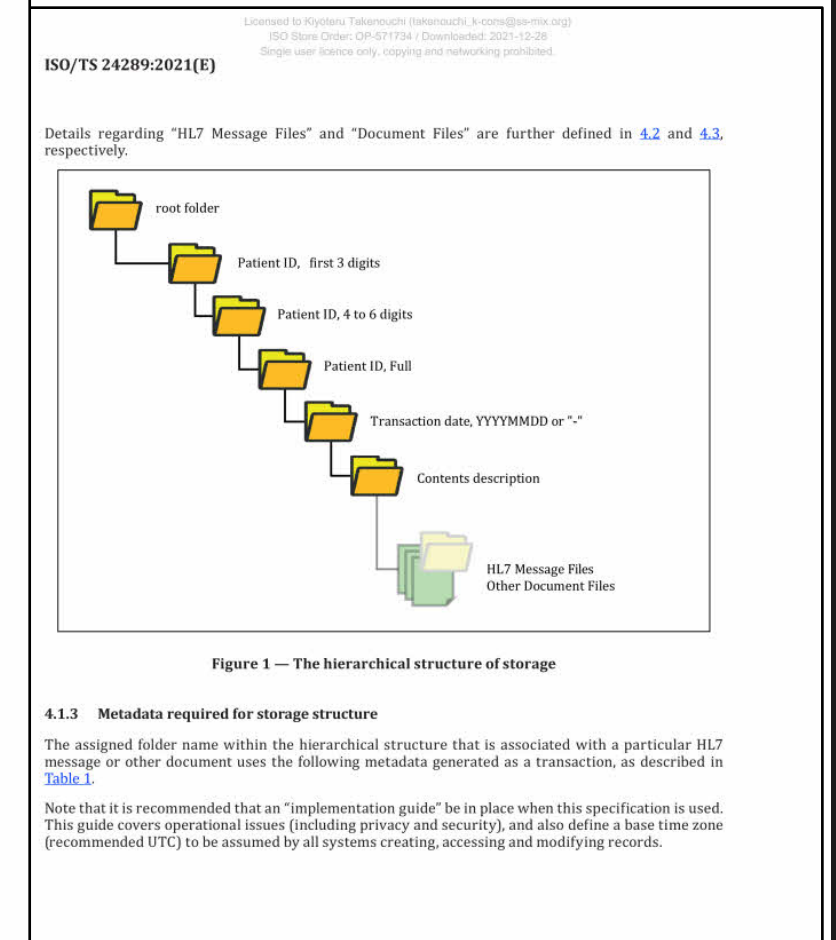 Licensed to Kiyoteru Takenouchi (takenouchi_k-cons@ss-mix.org)
ISO Store Order: OP-571734 / Downloaded: 2021-12-28
Single user licence only, copying and networking prohibited.
ISO/TS 24289:2021(E)
Details regarding “HL7 Message Files” and “Document Files” are further defined in 4.2 and 4.3,
respectively.
root folder
Patient ID, first 3 digits
Patient ID, 4 to 6 digits
Patient ID, Full
Transaction date, YYYYMMDD or "-"
Contents description
HL7 Message Files
Other Document Files
Figure 1 — The hierarchical structure of storage
4.1.3 Metadata required for storage structure
The assigned folder name within the hierarchical structure that is associated with a particular HL7
message or other document uses the following metadata generated as a transaction, as described in
Table 1.
Note that it is recommended that an “implementation guide” be in place when this specification is used.
This guide covers operational issues (including privacy and security), and also define a base time zone
(recommended UTC) to be assumed by all systems creating, accessing and modifying records.